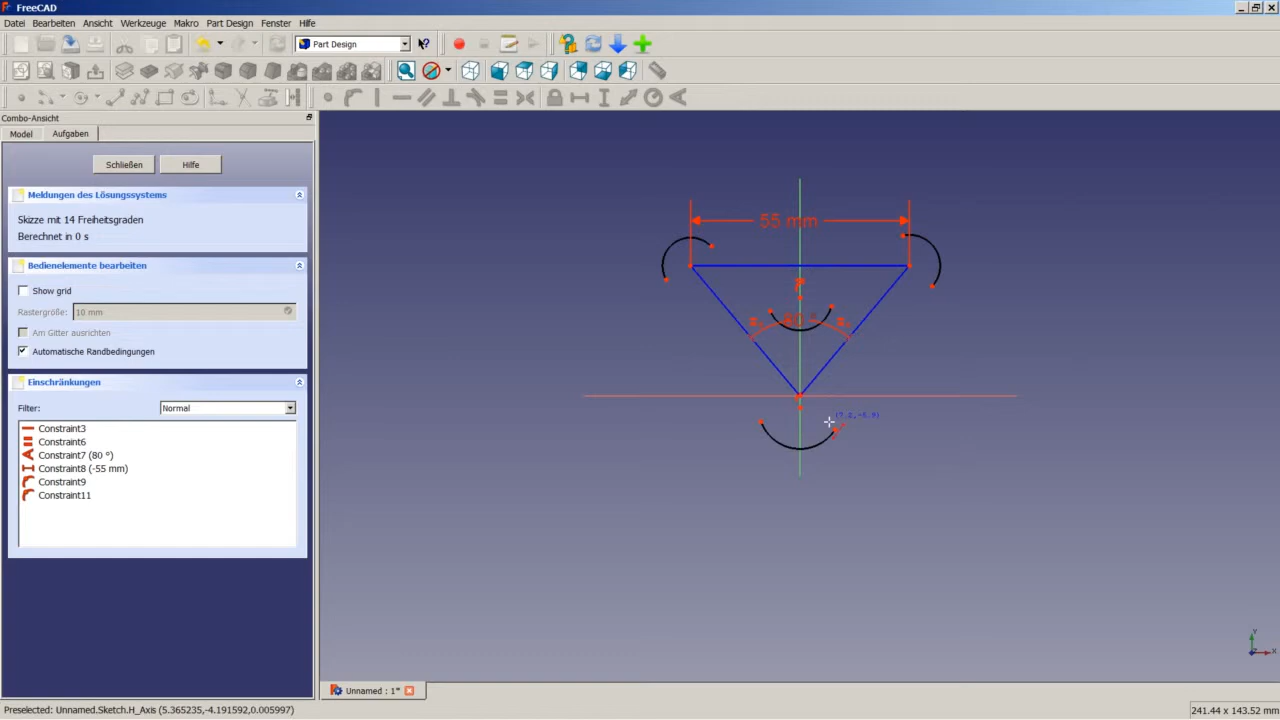 FreeCAD
Datei Bearbeiten Ansicht Werkzeuge Makro Part Design Fenster Hilfe
Part Design
Combo-Ansicht
Model Aufgaben
Schließen Hilfe
Meldungen des Lösungssystems
Skizze mit 14 Freiheitsgraden
Berechnet in 0 s
Bedienelemente bearbeiten
Show grid
Rastergröße: 10 mm
Am Gitter ausrichten
Automatische Randbedingungen
Einschränkungen
Filter: Normal
Constraint3
Constraint6
Constraint7 (80 °)
Constraint8 (-55 mm)
Constraint9
Constraint11
55 mm
Unnamed : 1*
Preselected: Unnamed.Sketch.H_Axis (5.365235,-4.191592,0.005997)
241.44 x 143.52 mm
Y
X